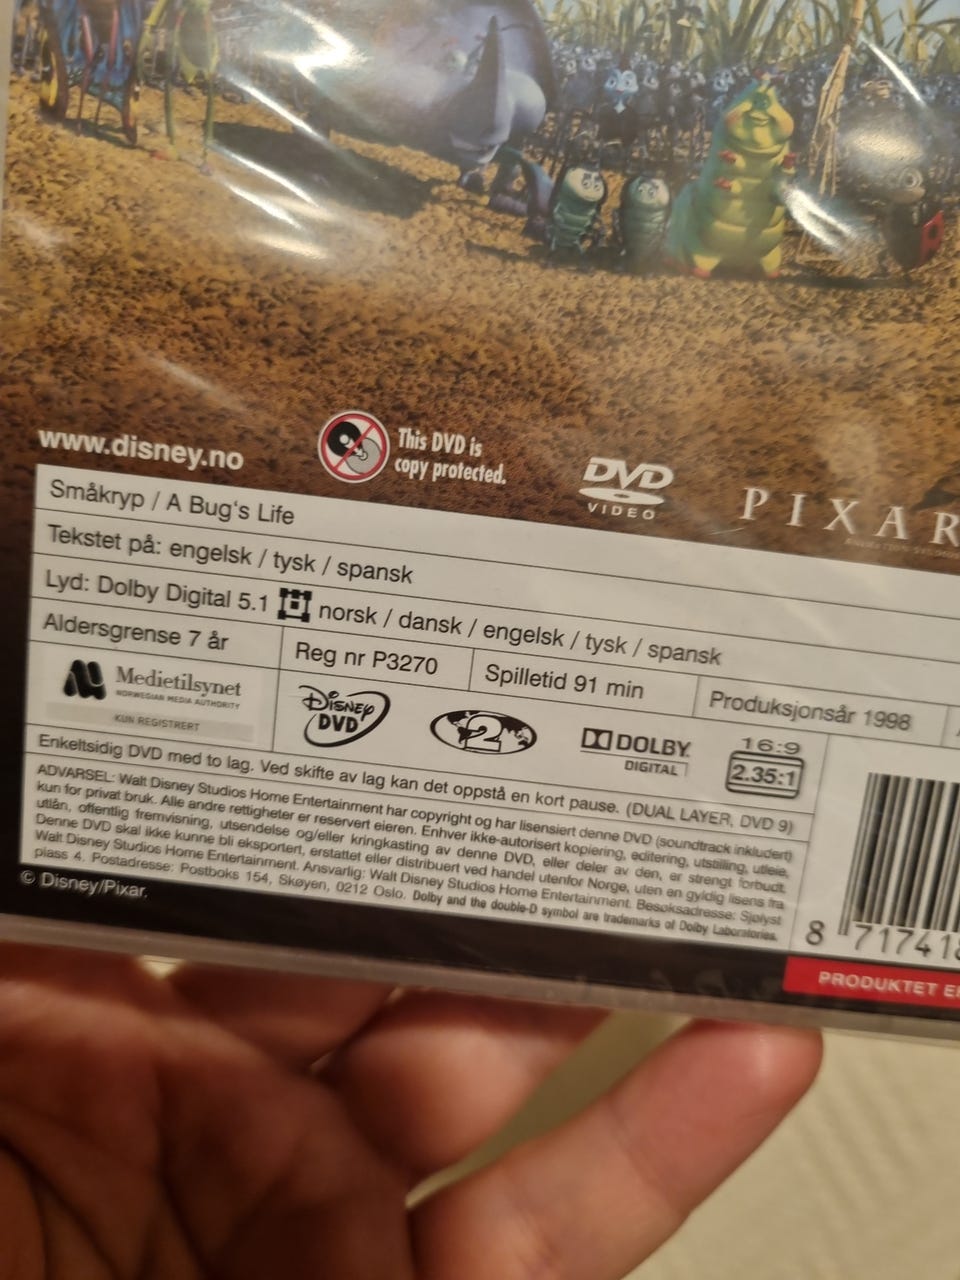 www.disney.no
This DVD is
copy protected.
DVD
VIDEO
PIXAR
Småkryp / A Bug's Life
Tekstet på: engelsk / tysk / spansk
Lyd: Dolby Digital 5.1 norsk / dansk / engelsk / tysk / spansk
Aldersgrense 7 år
Reg nr P3270
Spilletid 91 min
Produksjonsår 1998
Medietilsynet
NORWEGIAN MEDIA AUTHORITY
KUN REGISTRERT
Disney
DVD
2
DOLBY
DIGITAL
16:9
2.35:1
Enkeltsidig DVD med to lag. Ved skifte av lag kan det oppstå en kort pause. (DUAL LAYER, DVD 9)
ADVARSEL: Walt Disney Studios Home Entertainment har copyright og har lisensiert denne DVD (soundtrack inkludert)
kun for privat bruk. Alle andre rettigheter er reservert eieren. Enhver ikke-autorisert kopiering, editering, utstilling, utleie,
utlån, offentlig fremvisning, utsendelse og/eller kringkasting av denne DVD, eller deler av den, er strengt forbudt.
Denne DVD skal ikke kunne bli eksportert, erstattet eller distribuert ved handel utenfor Norge, uten en gyldig lisens fra
Walt Disney Studios Home Entertainment. Ansvarlig: Walt Disney Studios Home Entertainment. Besøksadresse: Sjølyst
plass 4. Postadresse: Postboks 154, Skøyen, 0212 Oslo. Dolby and the double-D symbol are trademarks of Dolby Laboratories.
© Disney/Pixar.
8 717418
PRODUKTET